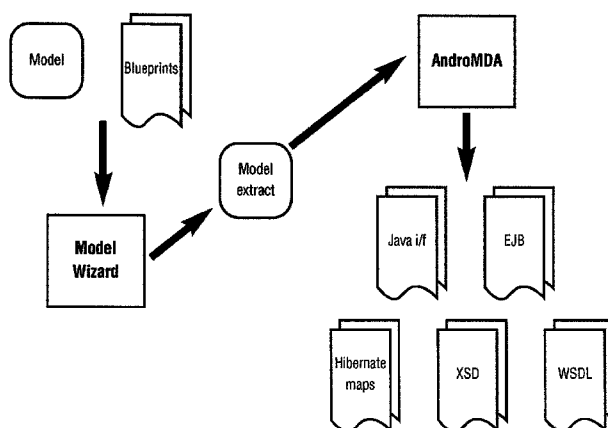 Model
Blueprints
AndroMDA
Model
extract
Model
Wizard
Java i/f
EJB
Hibernate
maps
XSD
WSDL